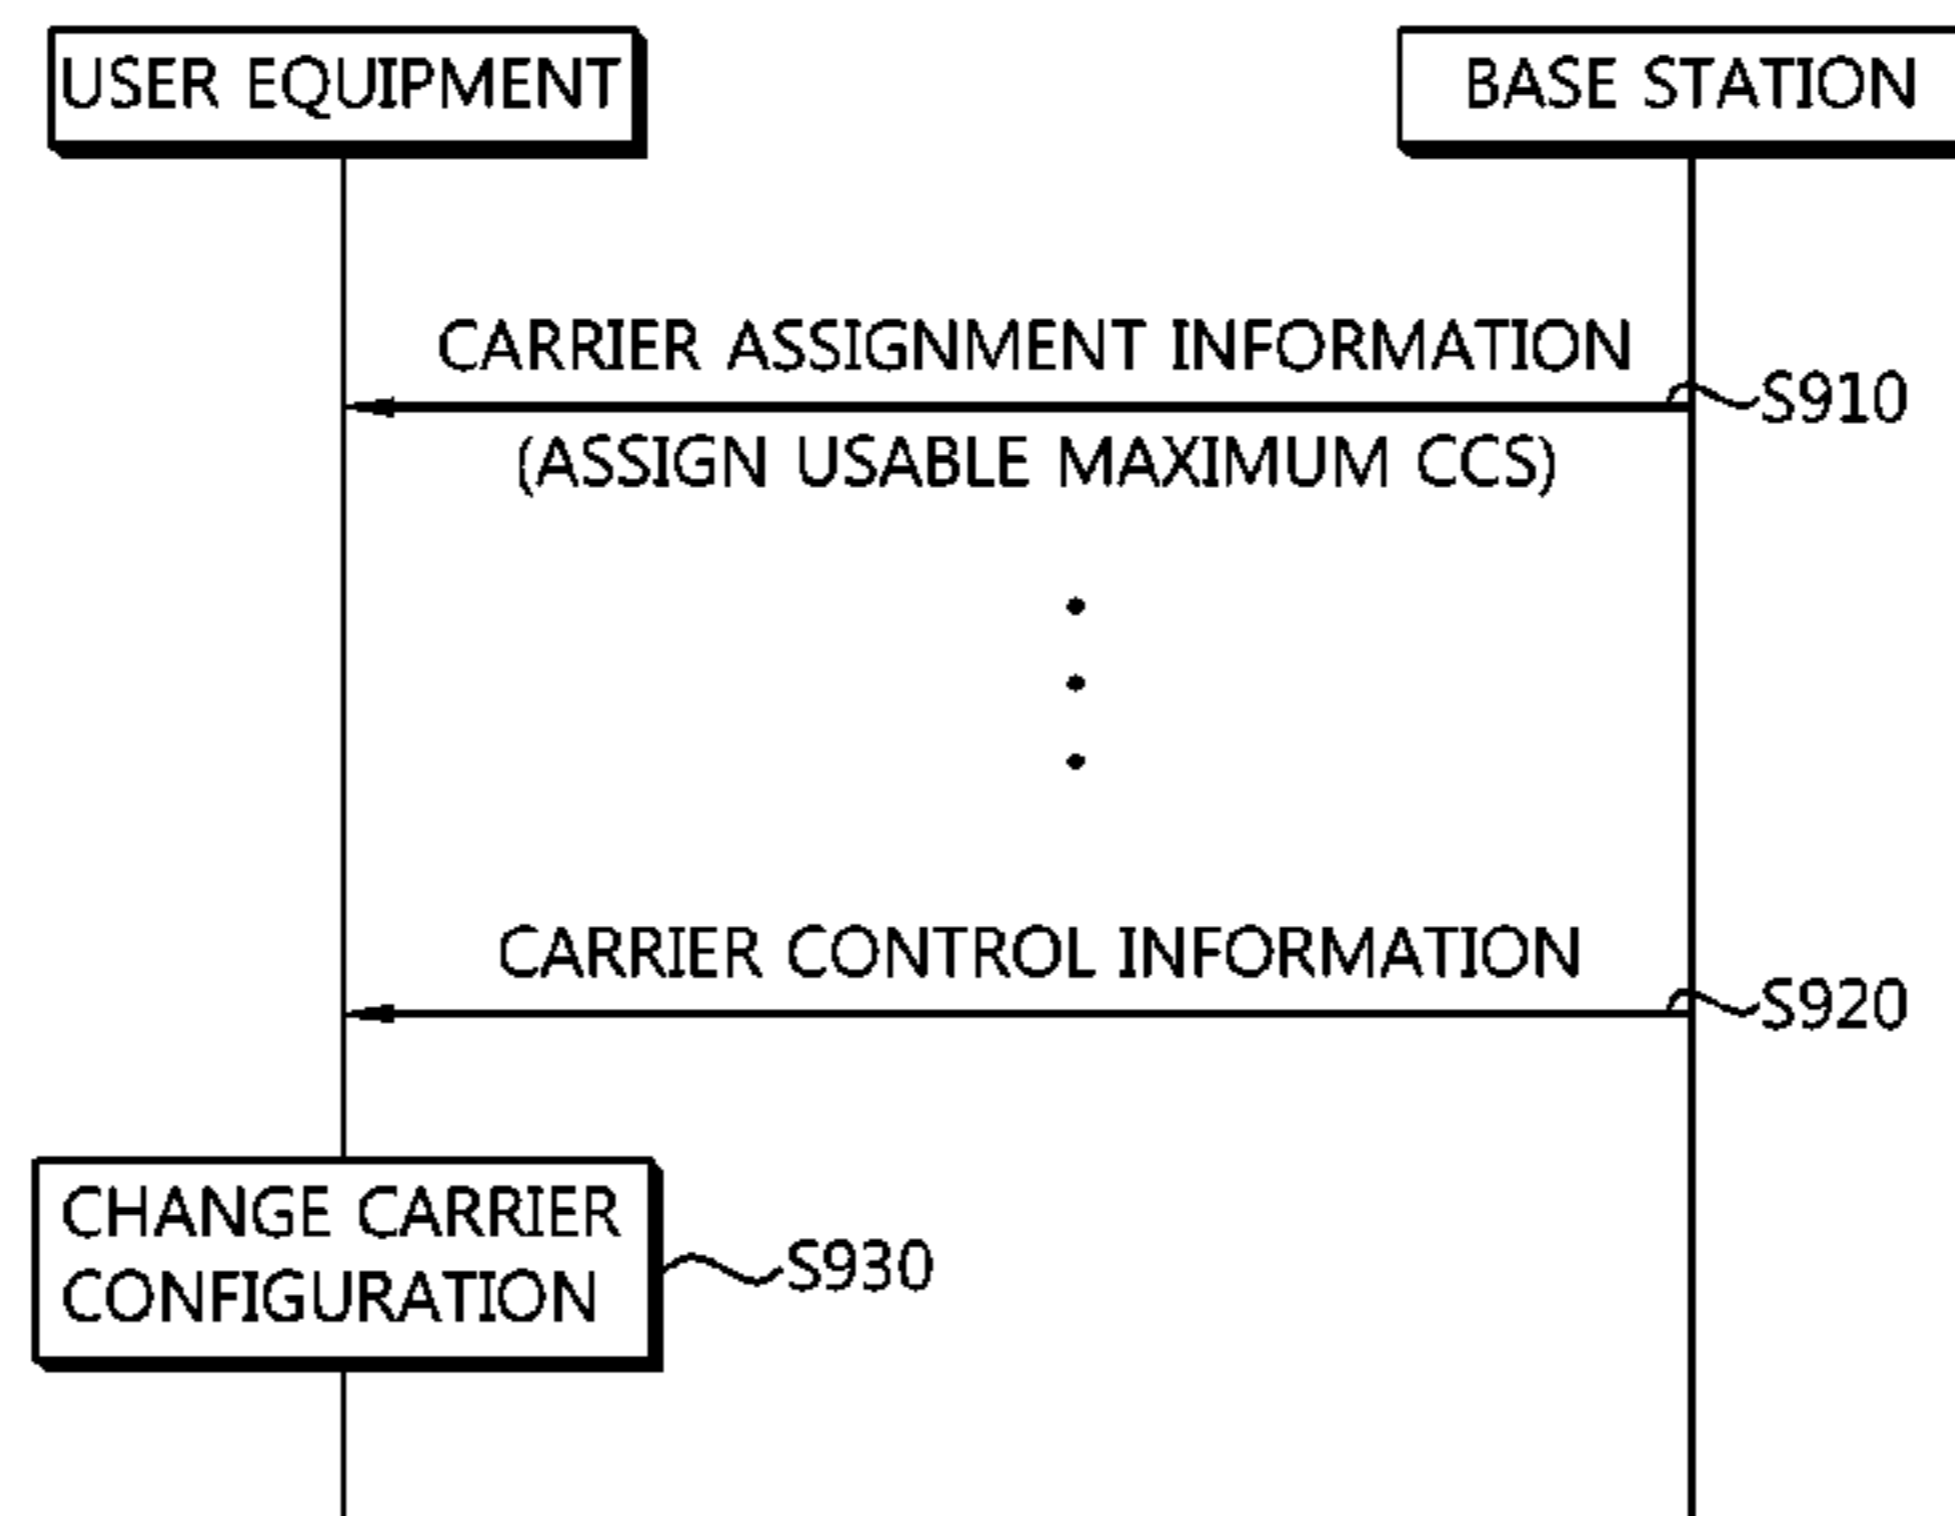 USER EQUIPMENT
BASE STATION
CARRIER ASSIGNMENT INFORMATION
S910
(ASSIGN USABLE MAXIMUM CCS)
CARRIER CONTROL INFORMATION
S920
CHANGE CARRIER
CONFIGURATION
S930